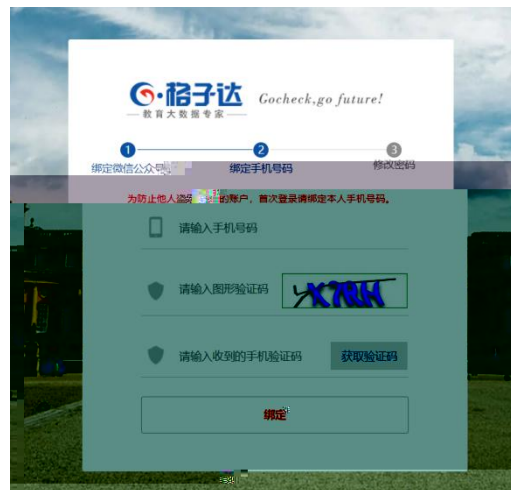 格子达
教育大数据专家
Gocheck,go future!
1 2 3
绑定微信公众号 绑定手机号码 修改密码
为防止他人盗 的账户，首次登录请绑定本人手机号码。
请输入手机号码
请输入图形验证码
请输入收到的手机验证码 获取验证码
绑定